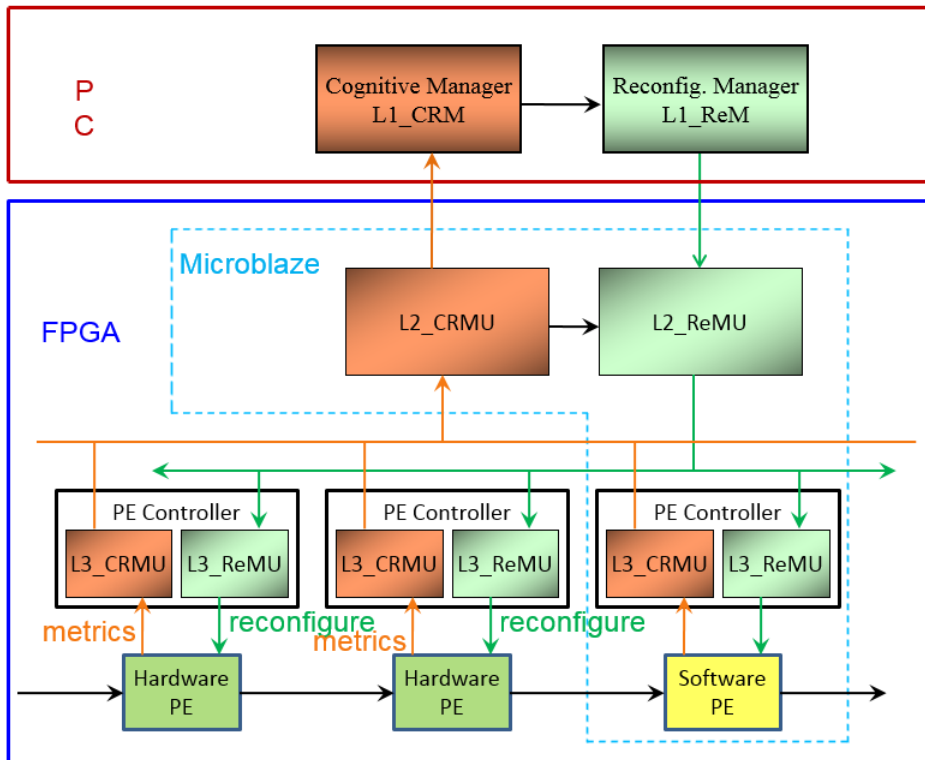 P
C
Cognitive Manager
L1_CRM
Reconfig. Manager
L1_ReM
Microblaze
FPGA
L2_CRMU
L2_ReMU
PE Controller
L3_CRMU
L3_ReMU
PE Controller
L3_CRMU
L3_ReMU
PE Controller
L3_CRMU
L3_ReMU
metrics
reconfigure
metrics
reconfigure
Hardware
PE
Hardware
PE
Software
PE